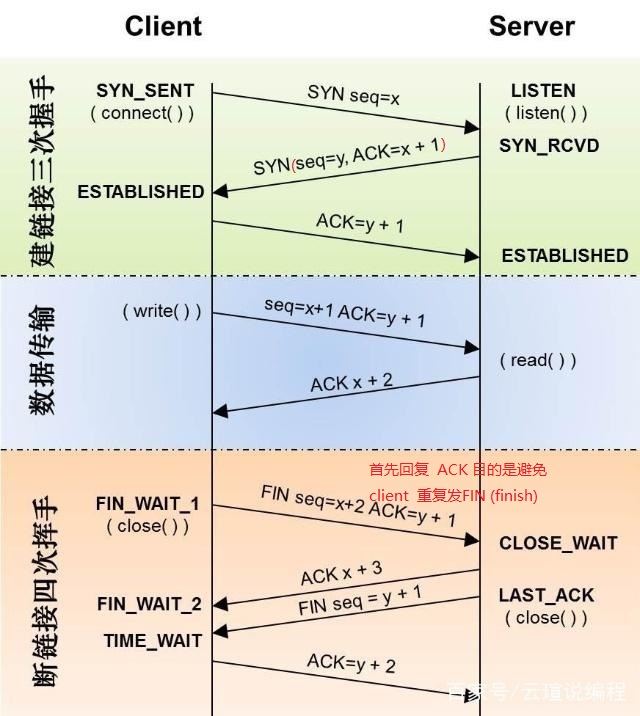 Client
Server
建链接三次握手
SYN_SENT
( connect( ) )
SYN seq=x
LISTEN
( listen( ) )
SYN_RCVD
SYN(seq=y, ACK=x + 1)
ESTABLISHED
ACK=y + 1
ESTABLISHED
数据传输
( write( ) )
seq=x+1 ACK=y + 1
( read( ) )
ACK x + 2
断链接四次挥手
首先回复 ACK 目的是避免
client 重复发FIN (finish)
FIN_WAIT_1
( close( ) )
FIN seq=x+2 ACK=y + 1
CLOSE_WAIT
ACK x + 3
FIN_WAIT_2
FIN seq = y + 1
LAST_ACK
( close( ) )
TIME_WAIT
ACK=y + 2
百家号/云瑄说编程